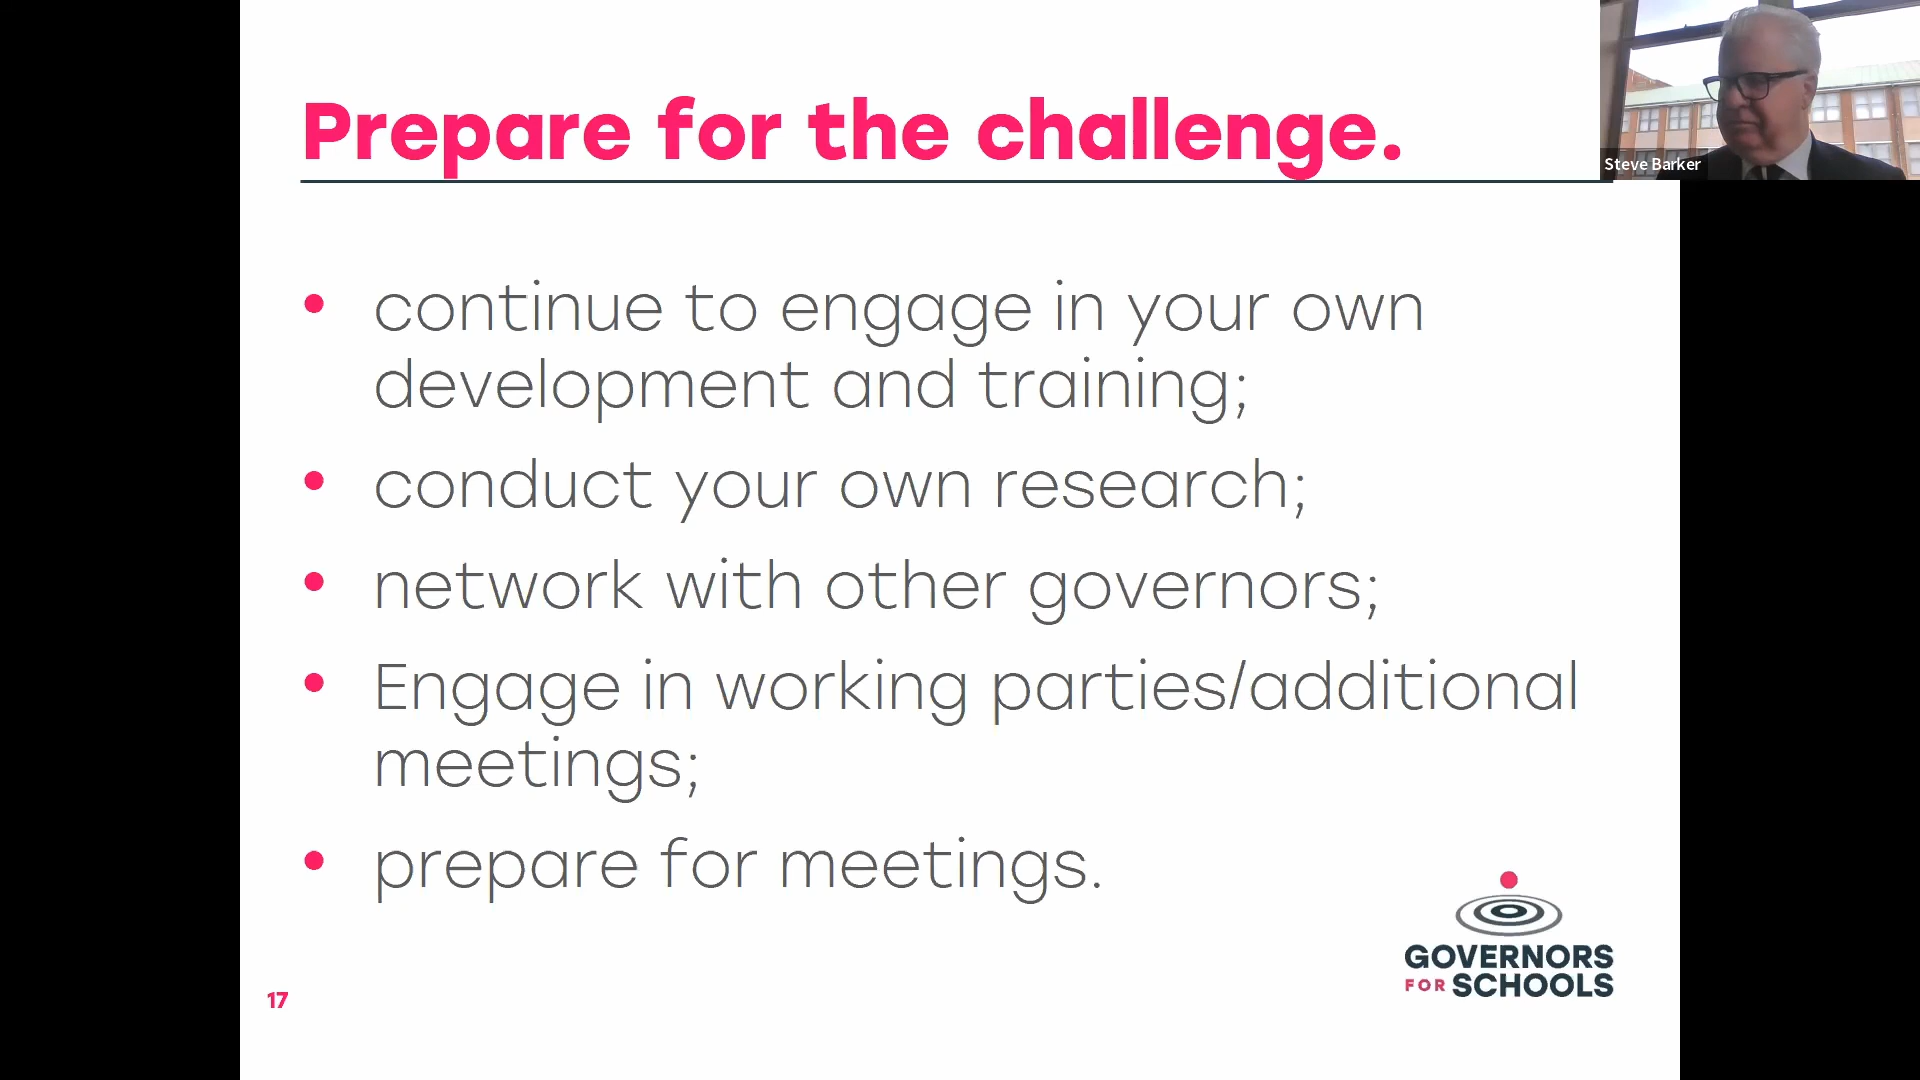 Prepare for the challenge.
Steve Barker
• continue to engage in your own
development and training;
• conduct your own research;
• network with other governors;
• Engage in working parties/additional
meetings;
• prepare for meetings.
GOVERNORS
FOR SCHOOLS
17